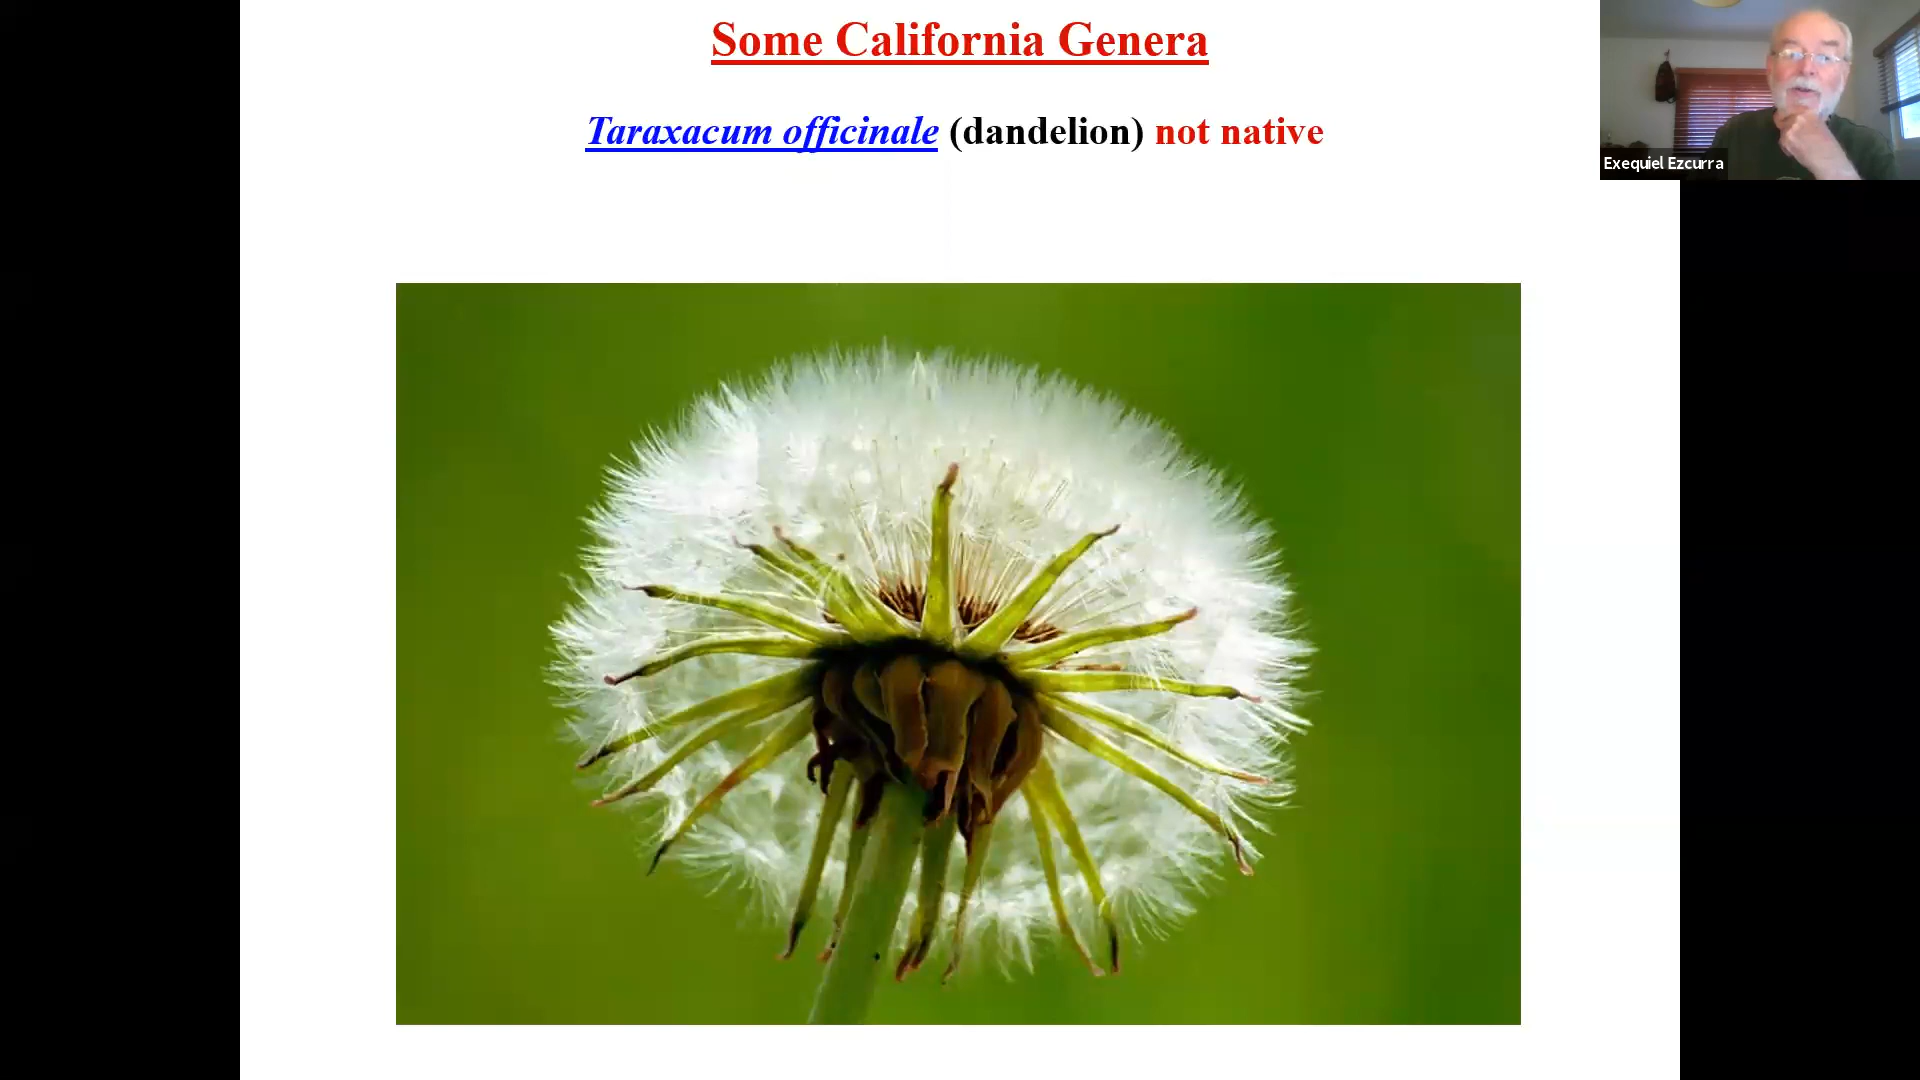 Some California Genera
Taraxacum officinale (dandelion) not native
Exequiel Ezcurra